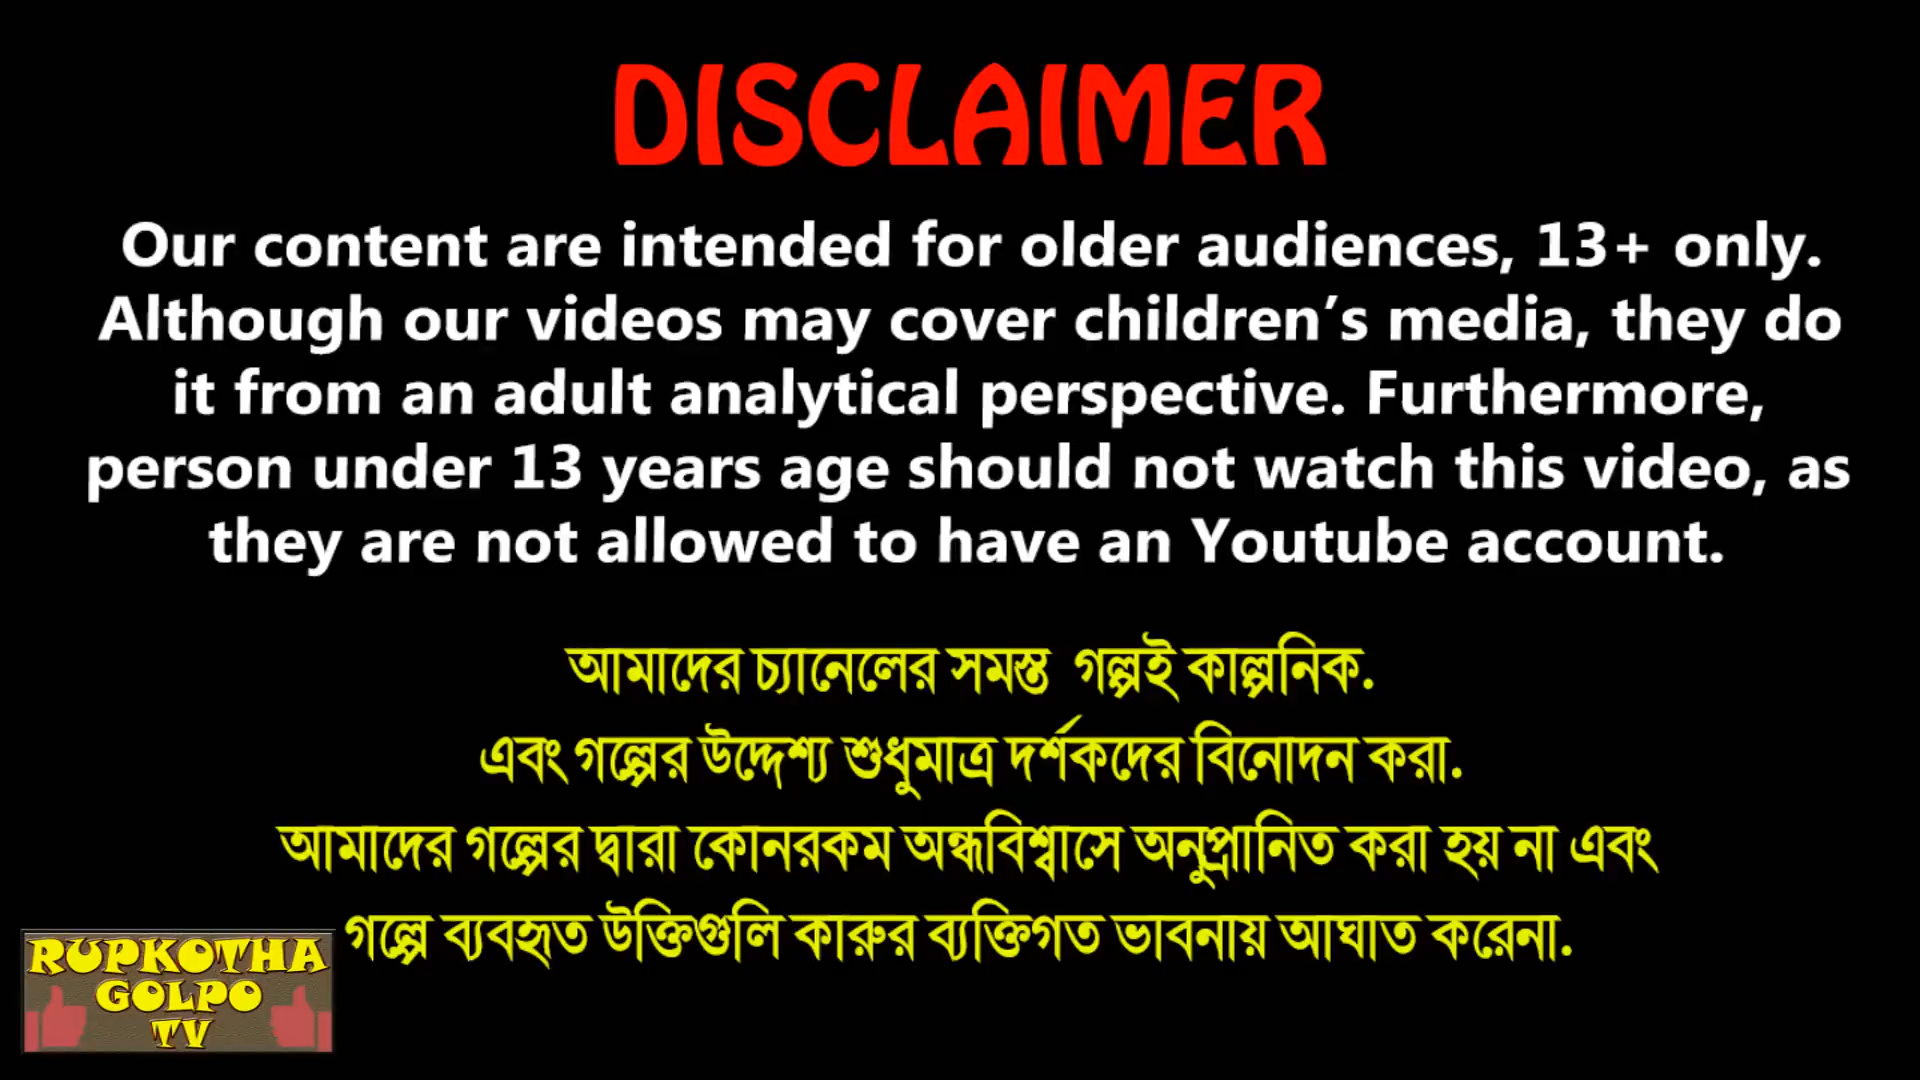 DISCLAIMER
Our content are intended for older audiences, 13+ only.
Although our videos may cover children’s media, they do
it from an adult analytical perspective. Furthermore,
person under 13 years age should not watch this video, as
they are not allowed to have an Youtube account.
আমাদের চ্যানেলের সমস্ত গল্পই কাল্পনিক.
এবং গল্পের উদ্দেশ্য শুধুমাত্র দর্শকদের বিনোদন করা.
আমাদের গল্পের দ্বারা কোনরকম অন্ধবিশ্বাসে অনুপ্রানিত করা হয় না এবং
গল্পে ব্যবহৃত উক্তিগুলি কারুর ব্যক্তিগত ভাবনায় আঘাত করেনা.
RUPKOTHA
GOLPO
TV